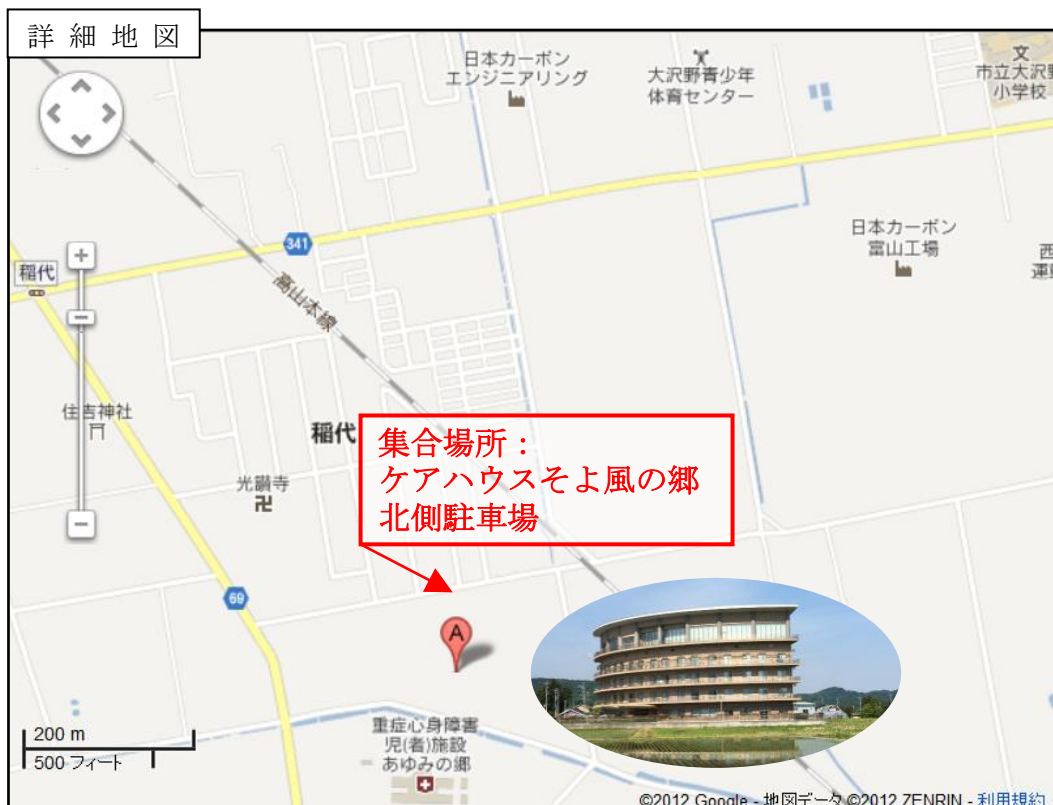 詳細地図
日本カーボン
エンジニアリング
大沢野青少年
体育センター
文
市立大沢野
小学校
341
稲代
高山本線
日本カーボン
富山工場
西
住吉神社
稲代
集合場所:
ケアハウスそよ風の郷
北側駐車場
光顗寺
69
A
200 m
500 フィート
重症心身障害
児(者)施設
あゆみの郷
©2012 Google - 地図データ ©2012 ZENRIN - 利用規約